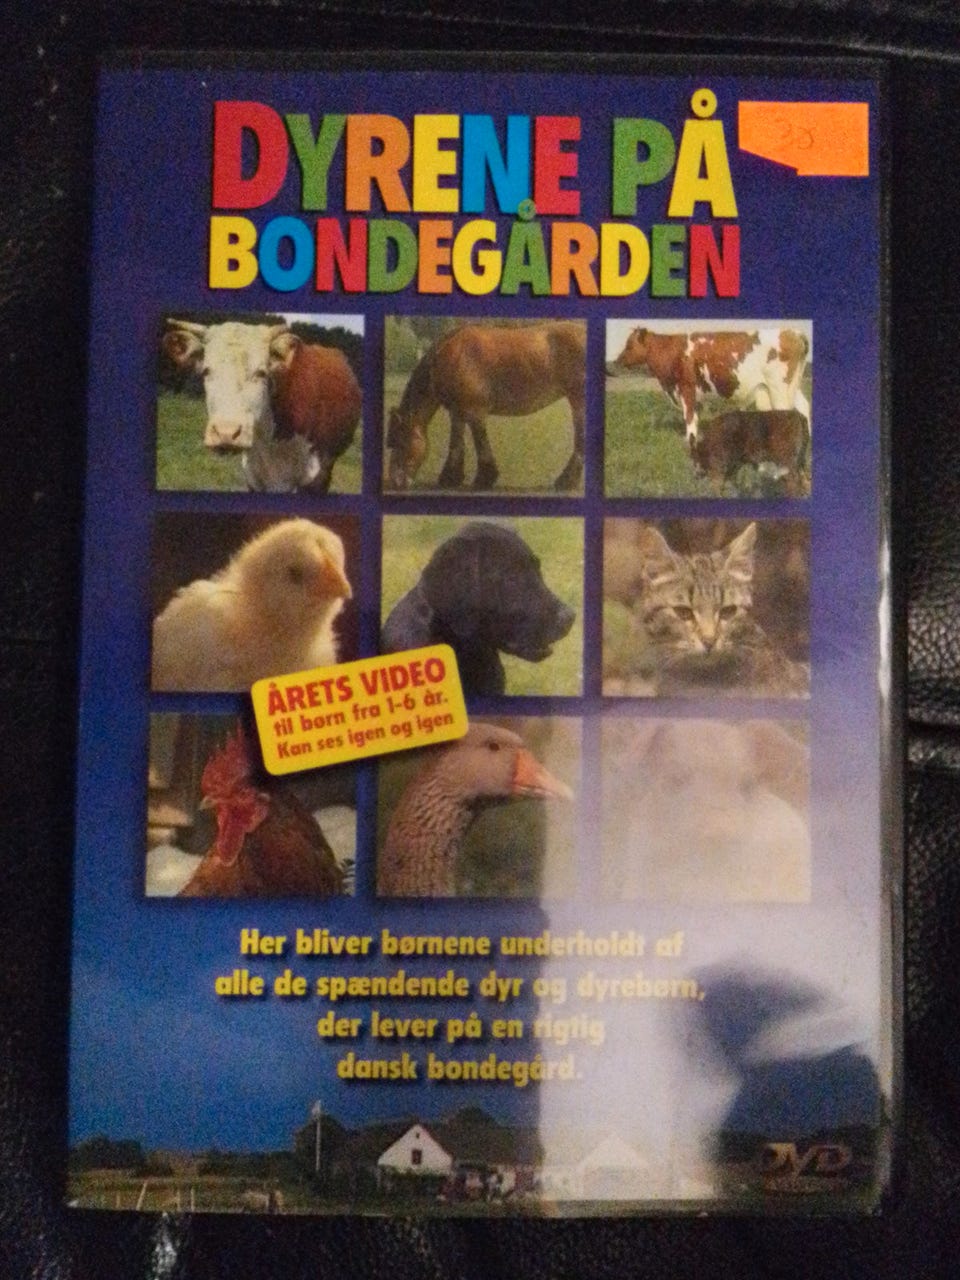 DYRENE PÅ
BONDEGÅRDEN
ÅRETS VIDEO
til børn fra 1-6 år.
Kan ses igen og igen
Her bliver børnene underholdt af
alle de spændende dyr og dyrebørn,
der lever på en rigtig
dansk bondegård.
DVD